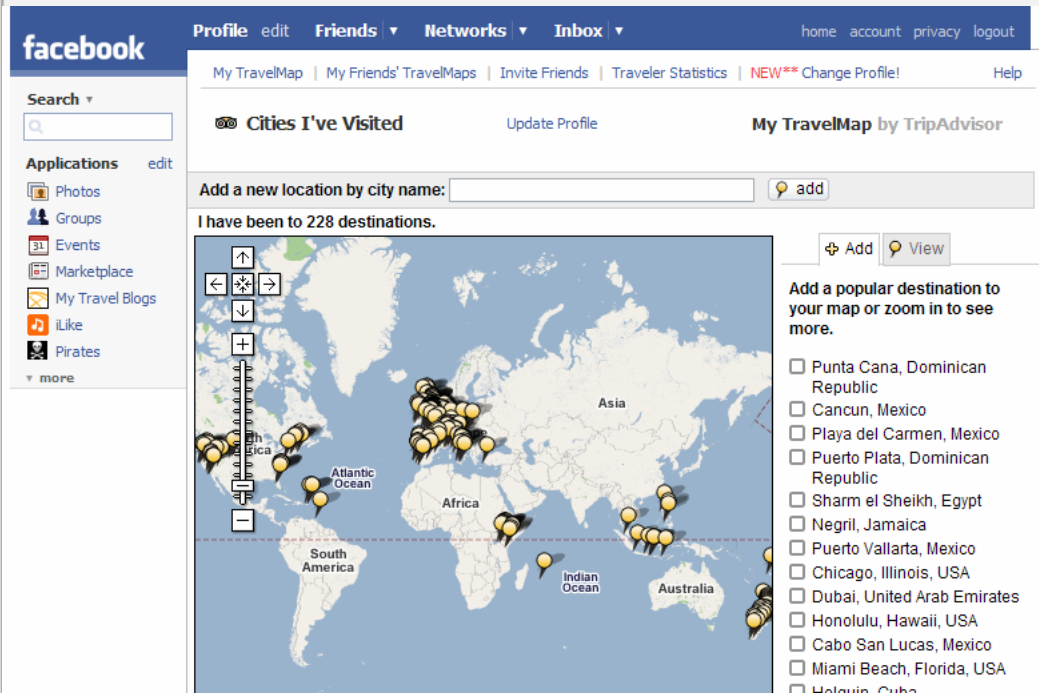 facebook
Profile edit Friends Networks Inbox home account privacy logout
My TravelMap | My Friends' TravelMaps | Invite Friends | Traveler Statistics | NEW** Change Profile! Help
Search
Applications edit
Photos
Groups
31 Events
Marketplace
My Travel Blogs
iLike
Pirates
more
Cities I've Visited Update Profile My TravelMap by TripAdvisor
Add a new location by city name: add
I have been to 228 destinations.
Asia
Atlantic
Ocean
Africa
South
America
Indian
Ocean
Australia
Add View
Add a popular destination to
your map or zoom in to see
more.
Punta Cana, Dominican
Republic
Cancun, Mexico
Playa del Carmen, Mexico
Puerto Plata, Dominican
Republic
Sharm el Sheikh, Egypt
Negril, Jamaica
Puerto Vallarta, Mexico
Chicago, Illinois, USA
Dubai, United Arab Emirates
Honolulu, Hawaii, USA
Cabo San Lucas, Mexico
Miami Beach, Florida, USA
Holguin, Cuba